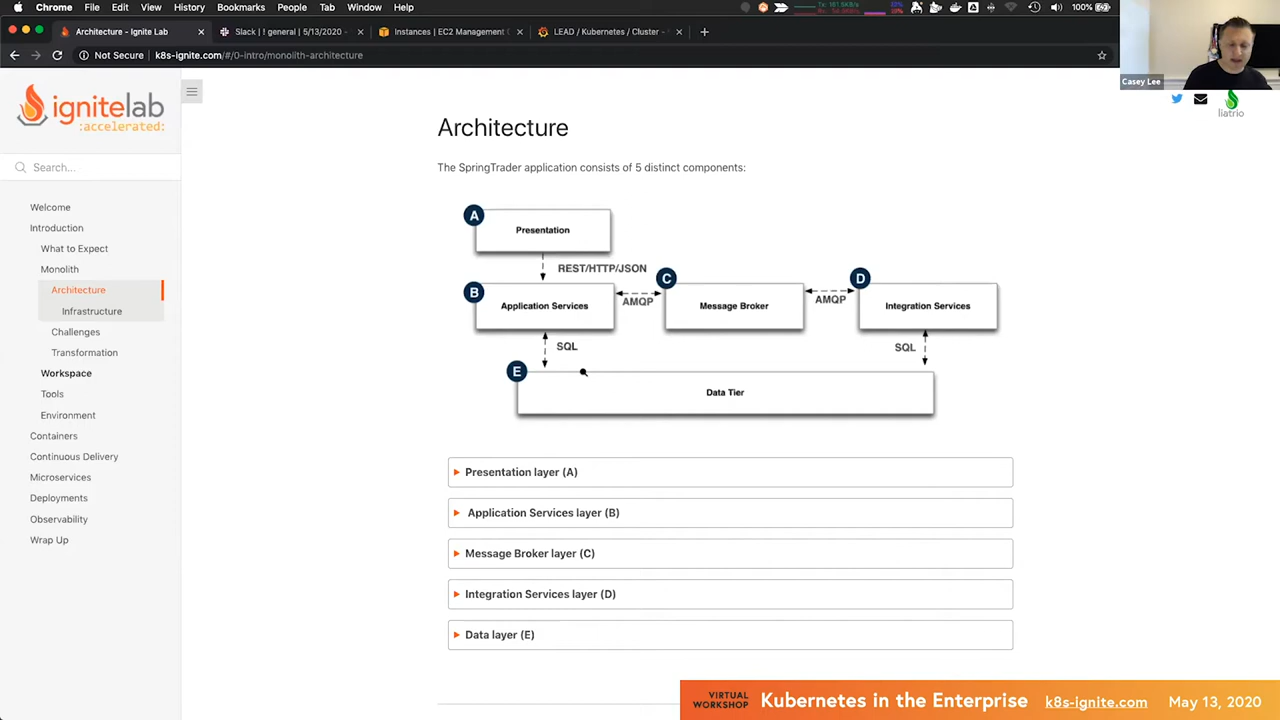 Chrome File Edit View History Bookmarks People Tab Window Help
100%
Architecture - Ignite Lab
Slack | ! general | 5/13/2020 -
Instances | EC2 Management C
LEAD / Kubernetes / Cluster -
Not Secure | k8s-ignite.com/#/0-intro/monolith-architecture
Casey Lee
ignitelab
:accelerated:
liatrio
Search...
Welcome
Introduction
What to Expect
Monolith
Architecture
Infrastructure
Challenges
Transformation
Workspace
Tools
Environment
Containers
Continuous Delivery
Microservices
Deployments
Observability
Wrap Up
Architecture
The SpringTrader application consists of 5 distinct components:
A
Presentation
REST/HTTP/JSON
B
Application Services
AMQP
C
Message Broker
AMQP
D
Integration Services
SQL
SQL
E
Data Tier
Presentation layer (A)
Application Services layer (B)
Message Broker layer (C)
Integration Services layer (D)
Data layer (E)
VIRTUAL
WORKSHOP
Kubernetes in the Enterprise k8s-ignite.com May 13, 2020